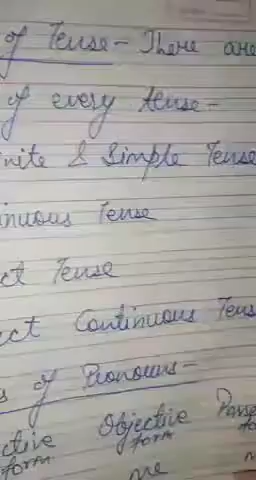 of Tense - There are
of every tense -
nite & Simple Tense
inuous Tense
ct Tense
ect Continuous Tens
s of Pronouns -
ctive Objective Posse
form form fo
me